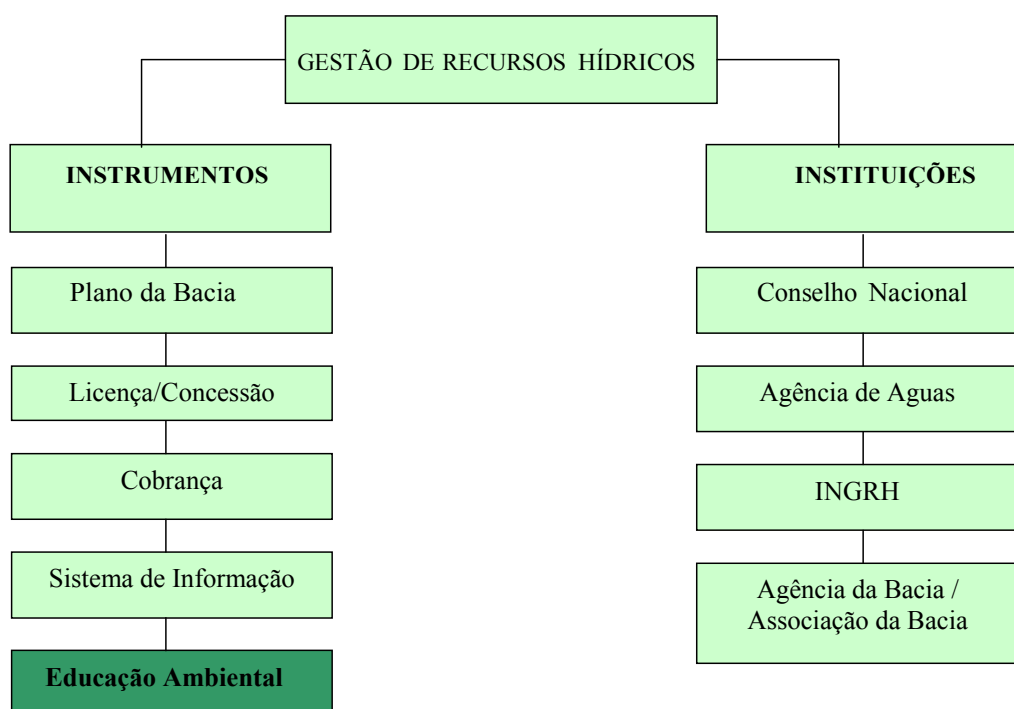 GESTÃO DE RECURSOS HÍDRICOS
INSTRUMENTOS
Plano da Bacia
Licença/Concessão
Cobrança
Sistema de Informação
Educação Ambiental
INSTITUIÇÕES
Conselho Nacional
Agência de Aguas
INGRH
Agência da Bacia /
Associação da Bacia